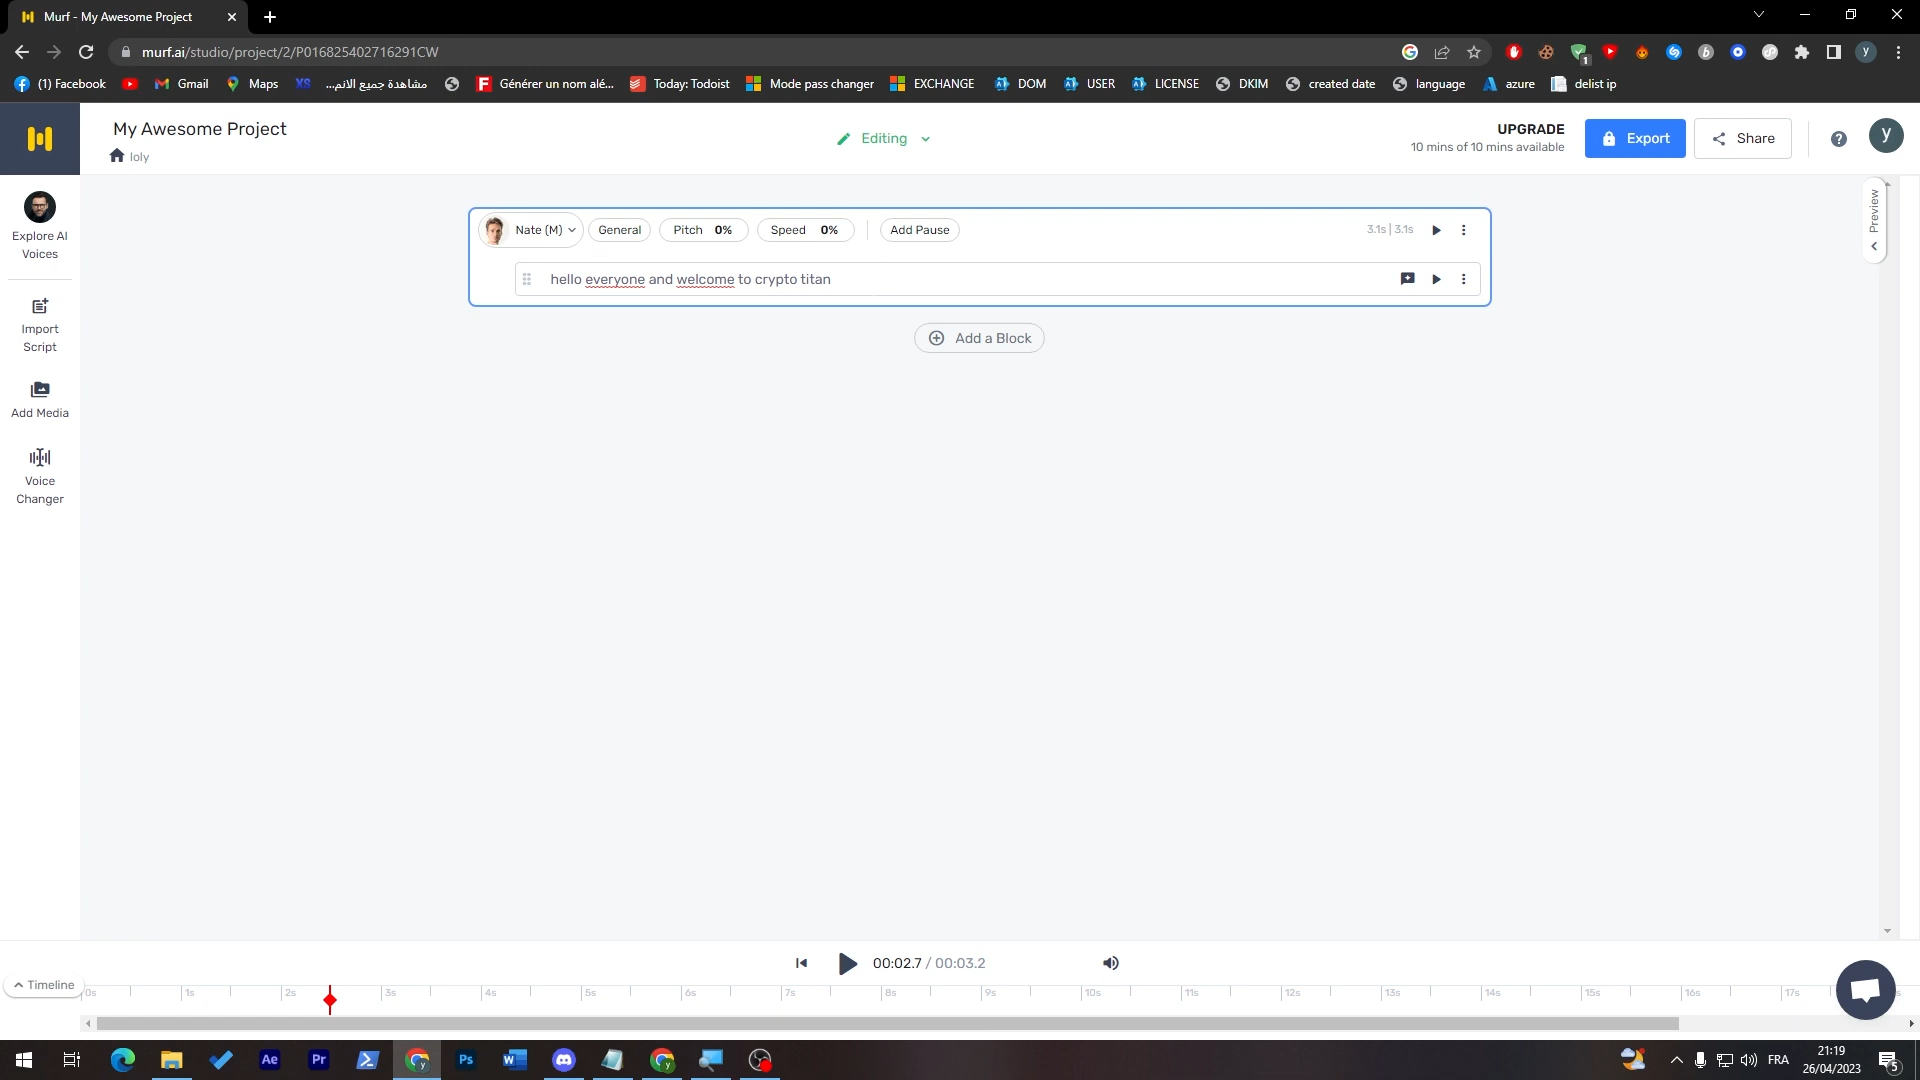 Murf - My Awesome Project
murf.ai/studio/project/2/P016825402716291CW
(1) Facebook
Gmail
Maps
XS
مشاهدة جميع الانم...
Générer un nom alé...
Today: Todoist
Mode pass changer
EXCHANGE
DOM
USER
LICENSE
DKIM
created date
language
azure
delist ip
My Awesome Project
loly
Editing
UPGRADE
10 mins of 10 mins available
Export
Share
y
Explore AI
Voices
Import
Script
Add Media
Voice
Changer
Nate (M)
General
Pitch 0%
Speed 0%
Add Pause
3.1s | 3.1s
Preview
hello everyone and welcome to crypto titan
Add a Block
00:02.7 / 00:03.2
Timeline
0s 1s 2s 3s 4s 5s 6s 7s 8s 9s 10s 11s 12s 13s 14s 15s 16s 17s
Ae
Pr
Ps
FRA
21:19
26/04/2023
5